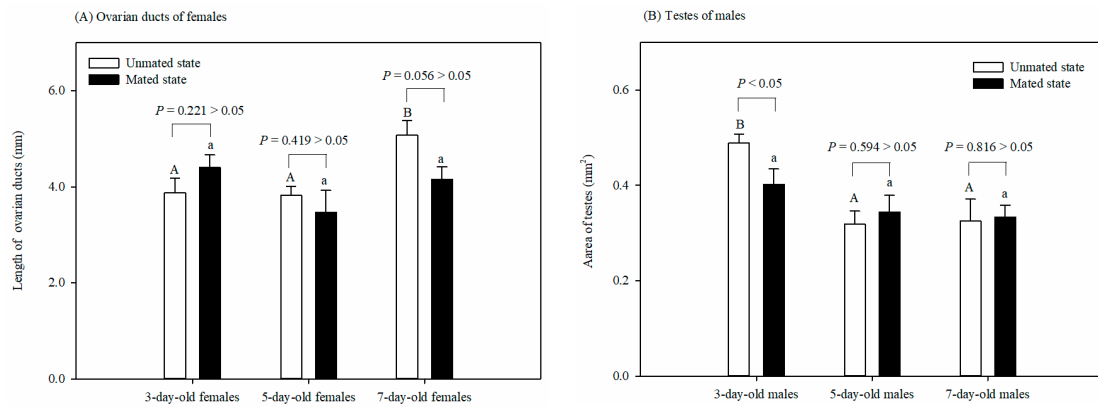 (A) Ovarian ducts of females
Unmated state
Mated state
P = 0.221 > 0.05
P = 0.419 > 0.05
P = 0.056 > 0.05
A
a
A
a
B
a
6.0
4.0
2.0
0.0
Length of ovarian ducts (mm)
3-day-old females
5-day-old females
7-day-old females
(B) Testes of males
Unmated state
Mated state
P < 0.05
P = 0.594 > 0.05
P = 0.816 > 0.05
B
a
A
a
A
a
0.6
0.4
0.2
0.0
Aarea of testes (mm²)
3-day-old males
5-day-old males
7-day-old males